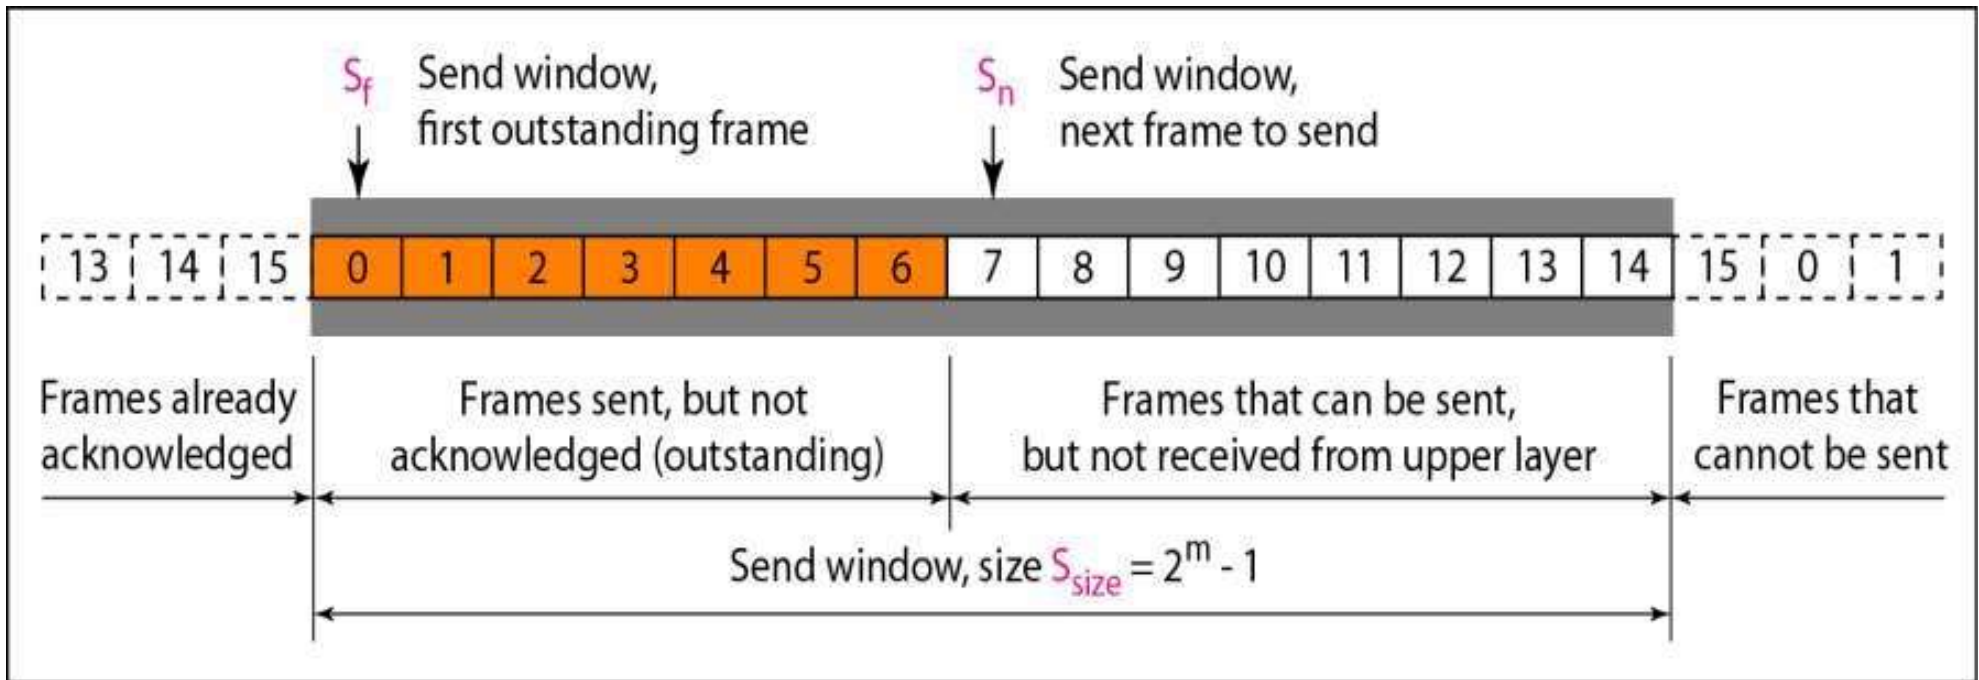 Sf Send window,
first outstanding frame
Sn Send window,
next frame to send
13 14 15 0 1 2 3 4 5 6 7 8 9 10 11 12 13 14 15 0 1
Frames already
acknowledged
Frames sent, but not
acknowledged (outstanding)
Frames that can be sent,
but not received from upper layer
Frames that
cannot be sent
Send window, size Ssize = 2^m - 1